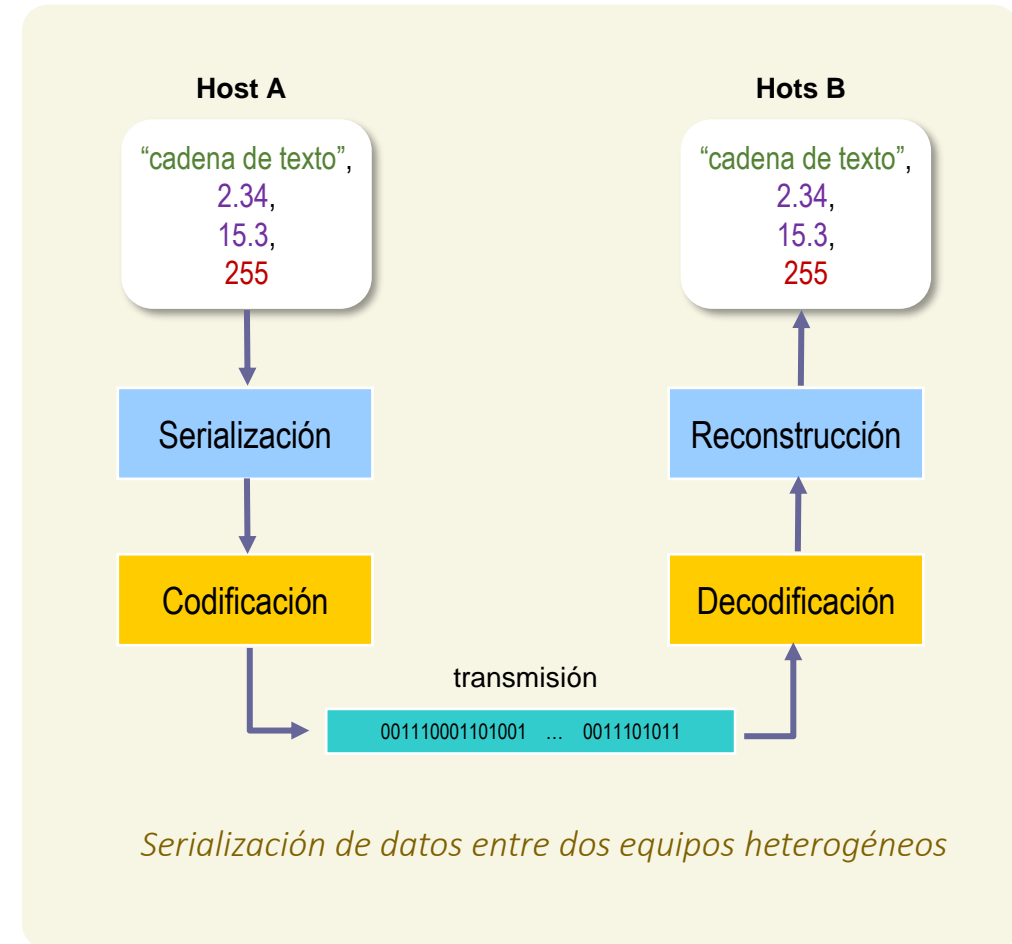 Host A
Hots B
“cadena de texto”,
2.34,
15.3,
255
“cadena de texto”,
2.34,
15.3,
255
Serialización
Reconstrucción
Codificación
Decodificación
transmisión
001110001101001 ... 0011101011
Serialización de datos entre dos equipos heterogéneos